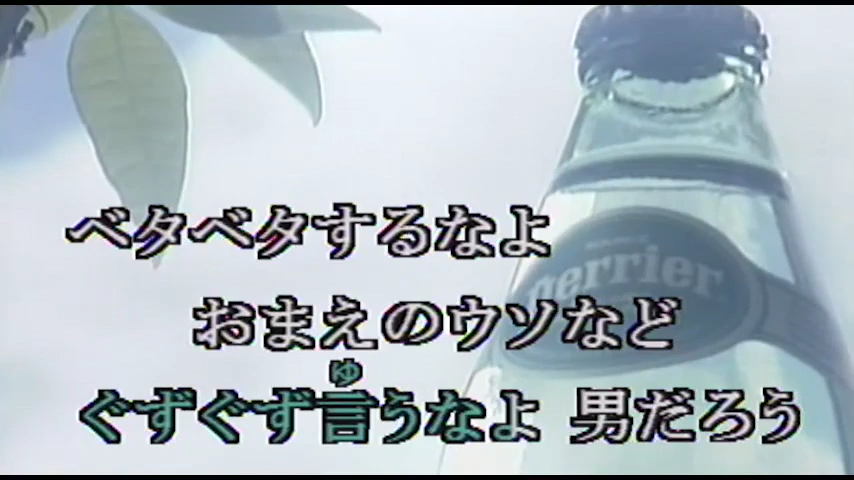 perrier
ベタベタするなよ
おまえのウソなど
ゆ
ぐずぐず言うなよ 男だろう